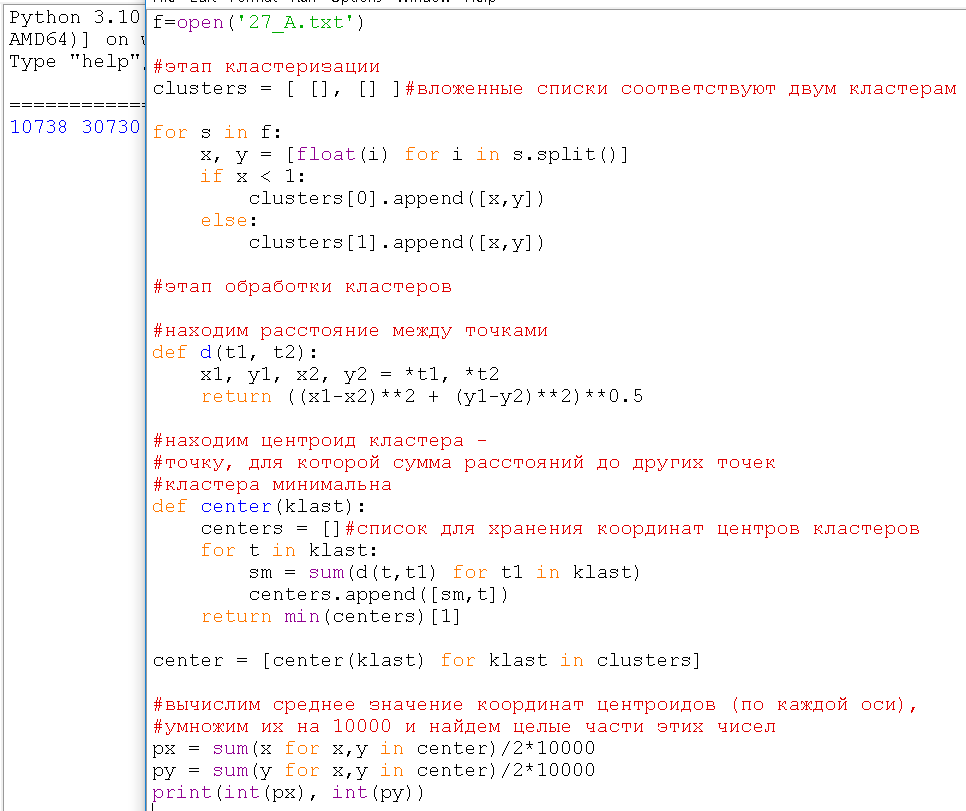 Python 3.10
AMD64)] on
Type "help",
============
10738 30730
f=open('27_A.txt')
#этап кластеризации
clusters = [ [], [] ]#вложенные списки соответствуют двум кластерам
for s in f:
    x, y = [float(i) for i in s.split()]
    if x < 1:
        clusters[0].append([x,y])
    else:
        clusters[1].append([x,y])
#этап обработки кластеров
#находим расстояние между точками
def d(t1, t2):
    x1, y1, x2, y2 = *t1, *t2
    return ((x1-x2)**2 + (y1-y2)**2)**0.5
#находим центроид кластера -
#точку, для которой сумма расстояний до других точек
#кластера минимальна
def center(klast):
    centers = []#список для хранения координат центров кластеров
    for t in klast:
        sm = sum(d(t,t1) for t1 in klast)
        centers.append([sm,t])
    return min(centers)[1]
center = [center(klast) for klast in clusters]
#вычислим среднее значение координат центроидов (по каждой оси),
#умножим их на 10000 и найдем целые части этих чисел
px = sum(x for x,y in center)/2*10000
py = sum(y for x,y in center)/2*10000
print(int(px), int(py))